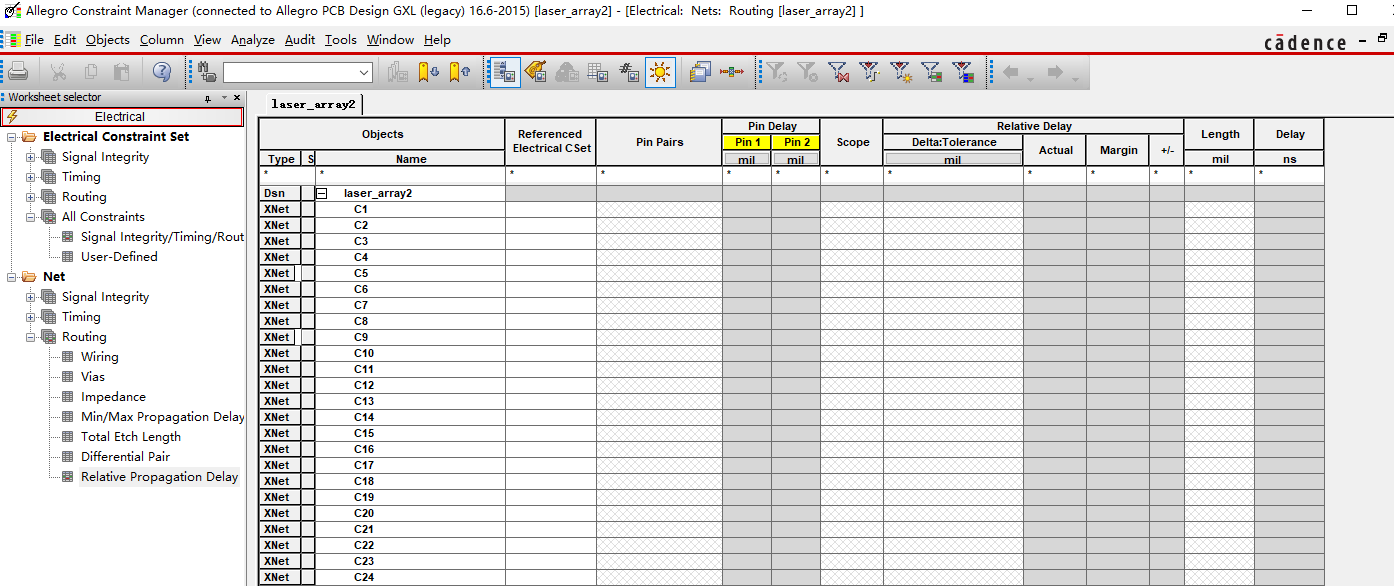 Allegro Constraint Manager (connected to Allegro PCB Design GXL (legacy) 16.6-2015) [laser_array2] - [Electrical: Nets: Routing [laser_array2] ]
File Edit Objects Column View Analyze Audit Tools Window Help
cādence
Worksheet selector
Electrical
Electrical Constraint Set
Signal Integrity
Timing
Routing
All Constraints
Signal Integrity/Timing/Rout
User-Defined
Net
Signal Integrity
Timing
Routing
Wiring
Vias
Impedance
Min/Max Propagation Delay
Total Etch Length
Differential Pair
Relative Propagation Delay
laser_array2
Objects Referenced Electrical CSet Pin Pairs Pin Delay Scope Relative Delay Length Delay
Pin 1 Pin 2 Delta:Tolerance Actual Margin +/-
Type S Name mil mil mil mil ns
* * * * * * * * * * * * *
Dsn laser_array2
XNet C1
XNet C2
XNet C3
XNet C4
XNet C5
XNet C6
XNet C7
XNet C8
XNet C9
XNet C10
XNet C11
XNet C12
XNet C13
XNet C14
XNet C15
XNet C16
XNet C17
XNet C18
XNet C19
XNet C20
XNet C21
XNet C22
XNet C23
XNet C24